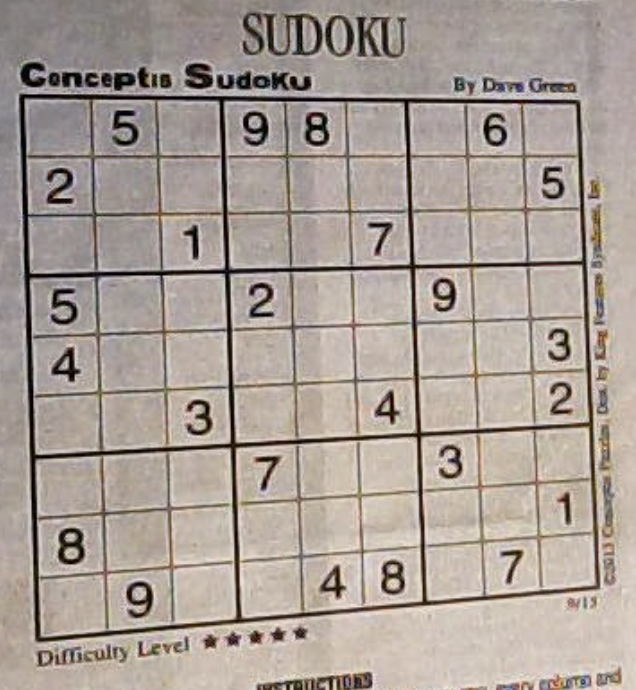 SUDOKU
Conceptis SudoKu
By Dave Green
5 9 8 6
2 5
1 7
5 2 9
4 3
3 4 2
7 3
8 1
9 4 8 7
Difficulty Level ★★★★★
9/13
©2013 Conceptis Puzzles, Dist. by King Features Syndicate, Inc.
INSTRUCTIONS
every column and